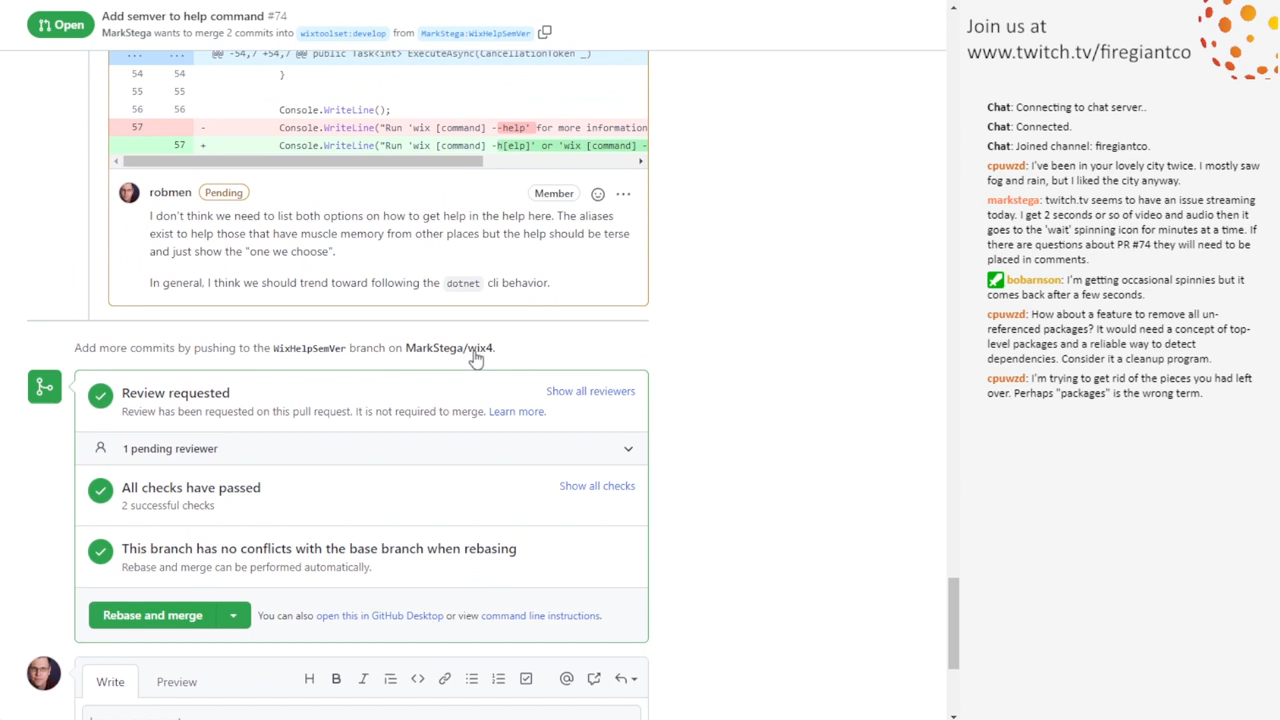 Open
Add semver to help command #74
MarkStega wants to merge 2 commits into wixtoolset:develop from MarkStega:WixHelpSemVer
... ... @@ -54,7 +54,7 @@ public Task<int> ExecuteAsync(CancellationToken _)
54 54 }
55 55
56 56 Console.WriteLine();
57 - Console.WriteLine("Run 'wix [command] --help' for more information
57 + Console.WriteLine("Run 'wix [command] -h[elp]' or 'wix [command] -
robmen Pending Member
I don't think we need to list both options on how to get help in the help here. The aliases
exist to help those that have muscle memory from other places but the help should be terse
and just show the "one we choose".
In general, I think we should trend toward following the dotnet cli behavior.
Add more commits by pushing to the WixHelpSemVer branch on MarkStega/wix4.
Review requested
Show all reviewers
Review has been requested on this pull request. It is not required to merge. Learn more.
1 pending reviewer
All checks have passed
Show all checks
2 successful checks
This branch has no conflicts with the base branch when rebasing
Rebase and merge can be performed automatically.
Rebase and merge
You can also open this in GitHub Desktop or view command line instructions.
Write Preview
Join us at
www.twitch.tv/firegiantco
Chat: Connecting to chat server..
Chat: Connected.
Chat: Joined channel: firegiantco.
cpuwzd: I've been in your lovely city twice. I mostly saw
fog and rain, but I liked the city anyway.
markstega: twitch.tv seems to have an issue streaming
today. I get 2 seconds or so of video and audio then it
goes to the 'wait' spinning icon for minutes at a time. If
there are questions about PR #74 they will need to be
placed in comments.
bobarnson: I'm getting occasional spinnies but it
comes back after a few seconds.
cpuwzd: How about a feature to remove all un-
referenced packages? It would need a concept of top-
level packages and a reliable way to detect
dependencies. Consider it a cleanup program.
cpuwzd: I'm trying to get rid of the pieces you had left
over. Perhaps "packages" is the wrong term.